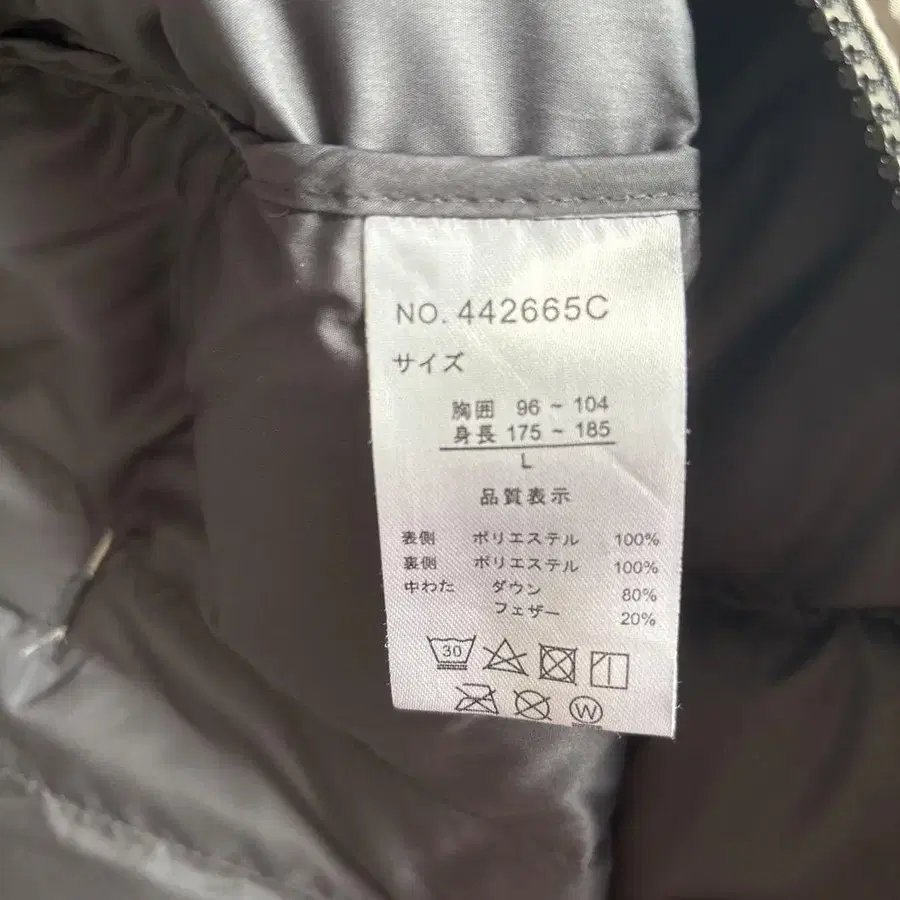 NO. 442665C
サイズ
胸囲 96 ~ 104
身長 175 ~ 185
L
品質表示
表側 ポリエステル 100%
裏側 ポリエステル 100%
中わた ダウン 80%
フェザー 20%
30
W